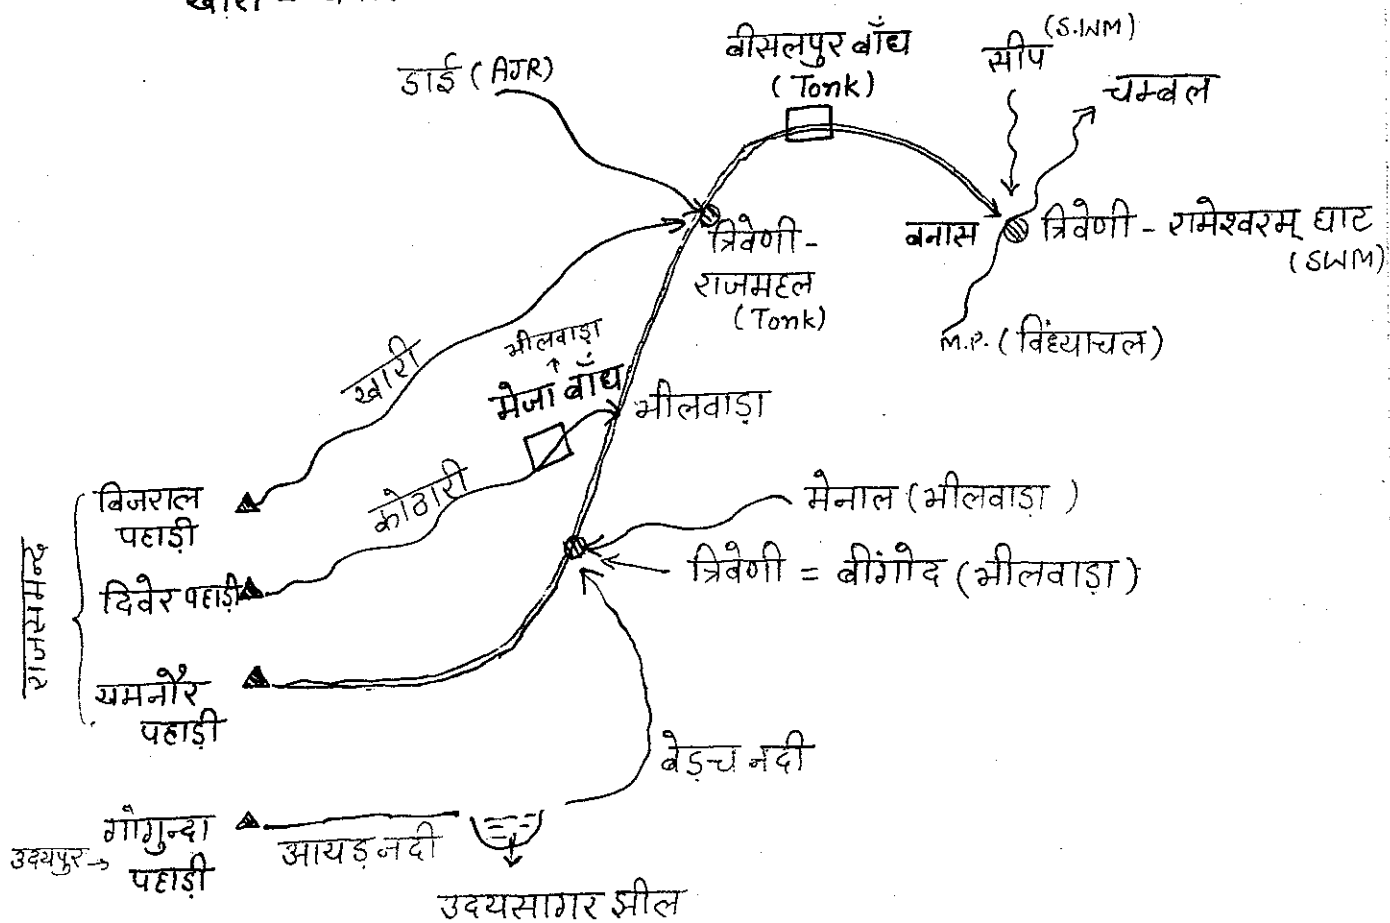 खारी =
बीसलपुर बाँध
(Tonk)
सीप (S.WM)
चम्बल
डाई (AJR)
त्रिवेणी -
राजमहल
(Tonk)
बनास
त्रिवेणी - रामेश्वरम् घाट
(SWM)
M.P. (विंध्याचल)
खारी
भीलवाड़ा
मेजा बाँध
भीलवाड़ा
कोठारी
राजसमन्द
बिजराल
पहाड़ी
दिवेर पहाड़ी
मेनाल (भीलवाड़ा)
त्रिवेणी = बींगोद (भीलवाड़ा)
खमनौर
पहाड़ी
बेड़च नदी
उदयपुर → गोगुन्दा
पहाड़ी
आयड़ नदी
उदयसागर झील